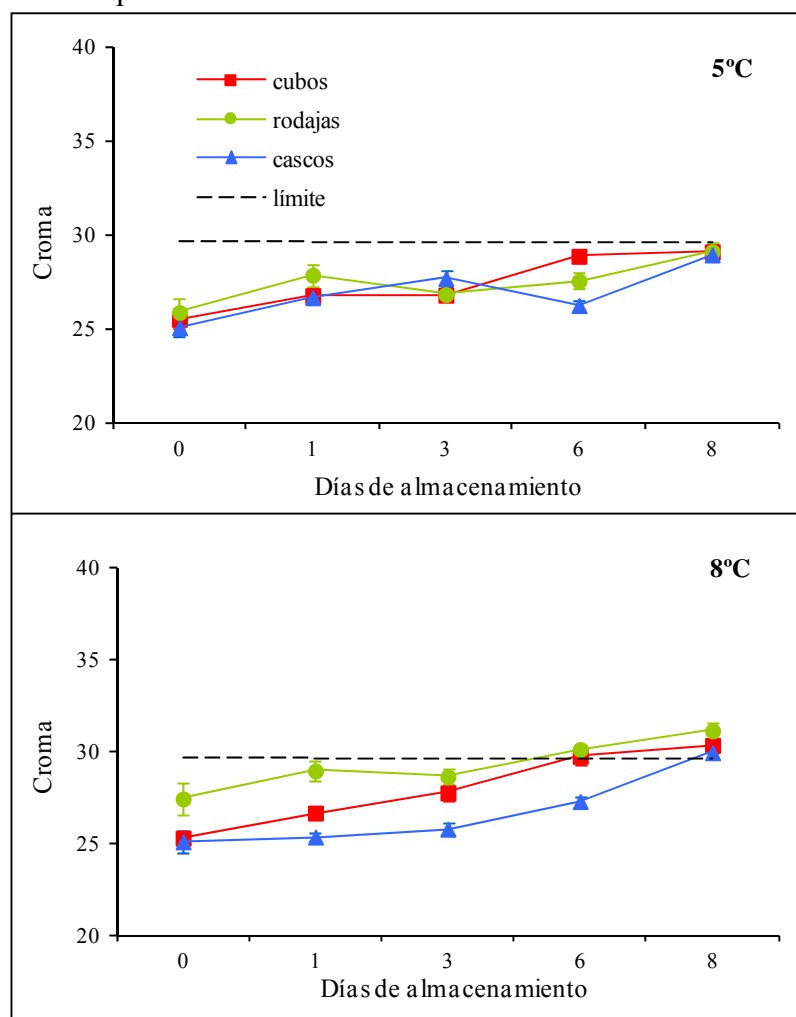 40
5ºC
cubos
35
rodajas
cascos
límite
30
Croma
25
20
0 1 3 6 8
Días de almacenamiento
40
8ºC
35
Croma
30
25
20
0 1 3 6 8
Días de almacenamiento